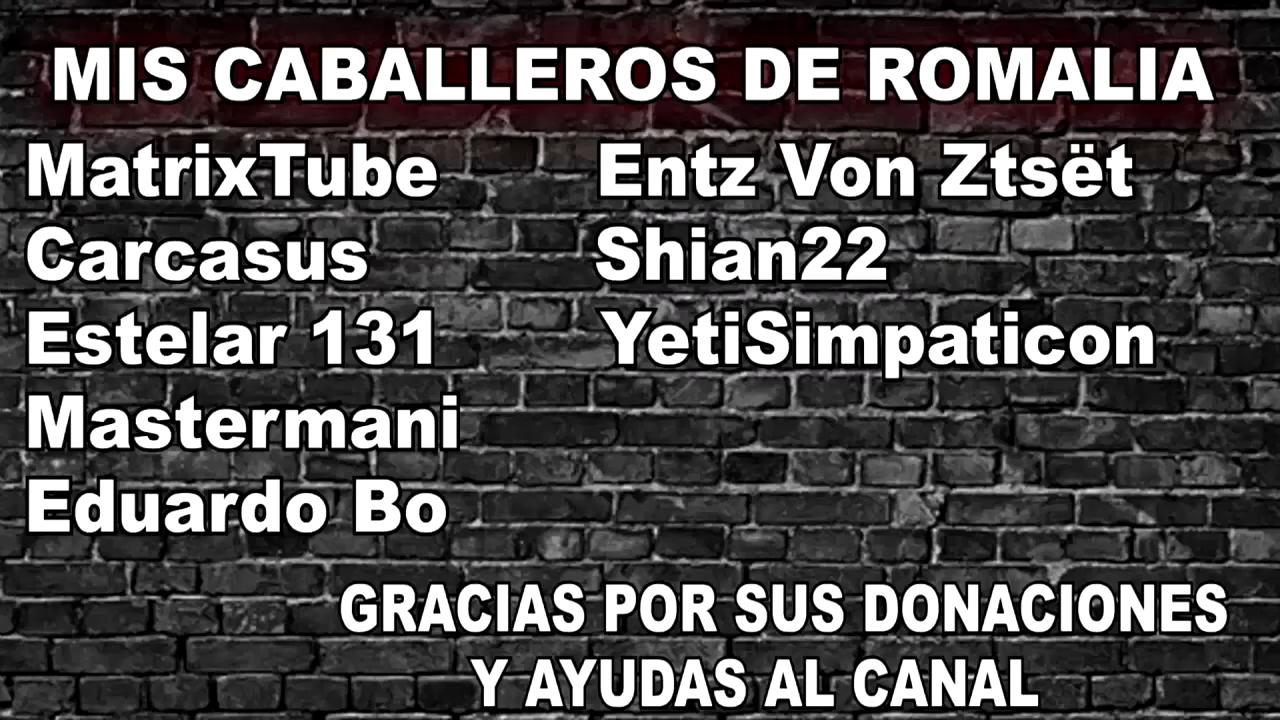 MIS CABALLEROS DE ROMALIA
MatrixTube
Carcasus
Estelar 131
Mastermani
Eduardo Bo
Entz Von Ztsët
Shian22
YetiSimpaticon
GRACIAS POR SUS DONACIONES
Y AYUDAS AL CANAL